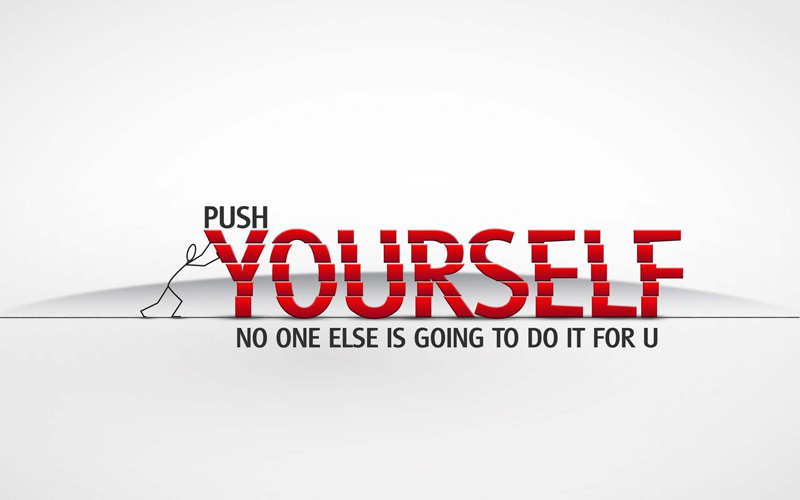 PUSH
YOURSELF
NO ONE ELSE IS GOING TO DO IT FOR U